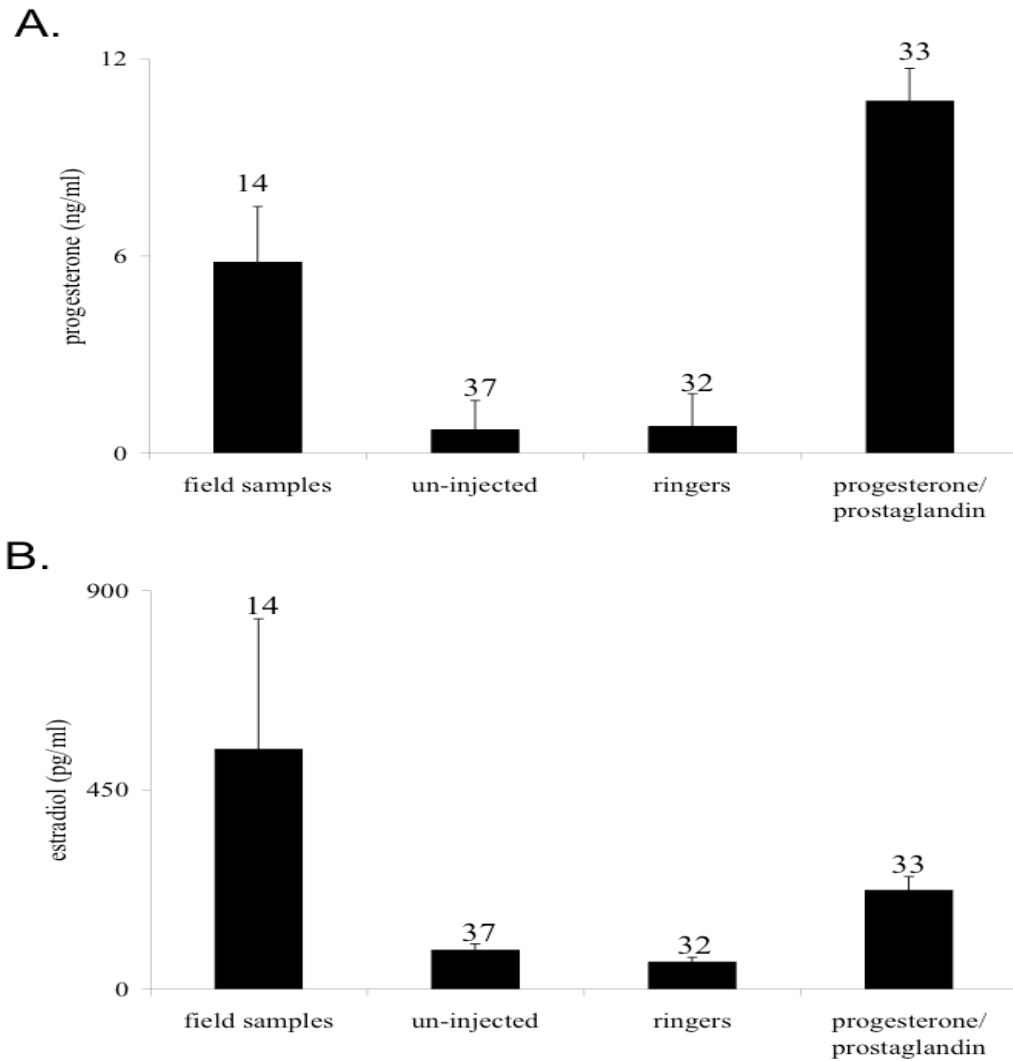 A.
12
33
14
progesterone (ng/ml)
6
37
32
0
field samples
un-injected
ringers
progesterone/
prostaglandin
B.
900
14
estradiol (pg/ml)
450
33
37
32
0
field samples
un-injected
ringers
progesterone/
prostaglandin